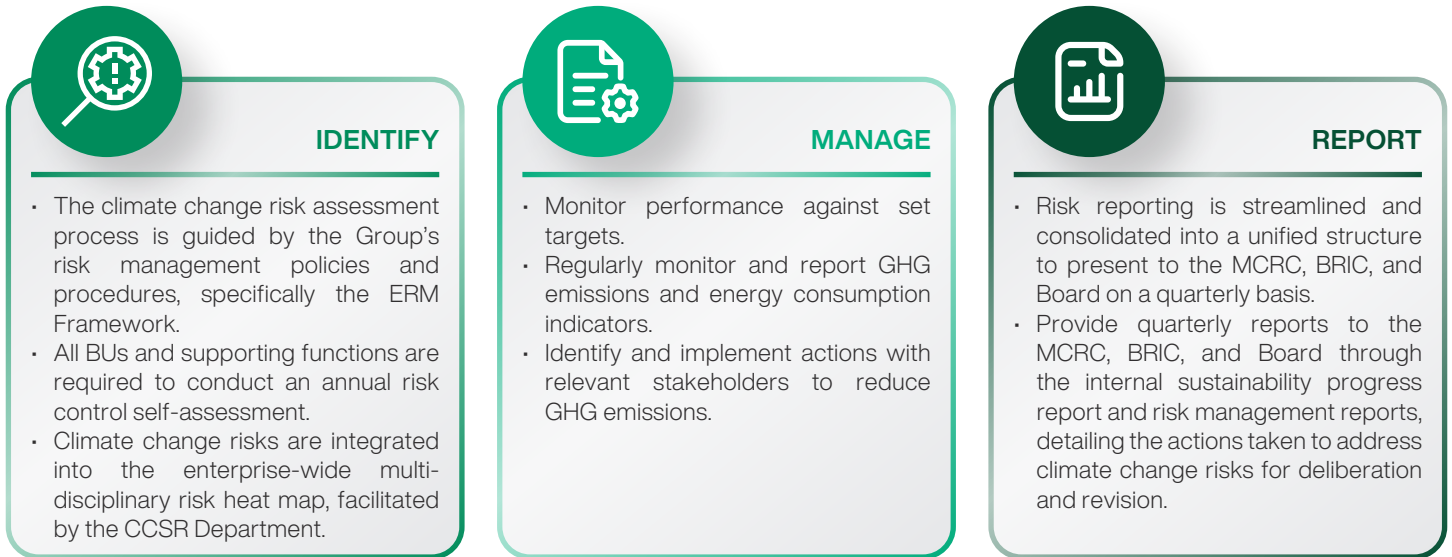 IDENTIFY
• The climate change risk assessment
process is guided by the Group's
risk management policies and
procedures, specifically the ERM
Framework.
• All BUs and supporting functions are
required to conduct an annual risk
control self-assessment.
• Climate change risks are integrated
into the enterprise-wide multi-
disciplinary risk heat map, facilitated
by the CCSR Department.
MANAGE
• Monitor performance against set
targets.
• Regularly monitor and report GHG
emissions and energy consumption
indicators.
• Identify and implement actions with
relevant stakeholders to reduce
GHG emissions.
REPORT
• Risk reporting is streamlined and
consolidated into a unified structure
to present to the MCRC, BRIC, and
Board on a quarterly basis.
• Provide quarterly reports to the
MCRC, BRIC, and Board through
the internal sustainability progress
report and risk management reports,
detailing the actions taken to address
climate change risks for deliberation
and revision.